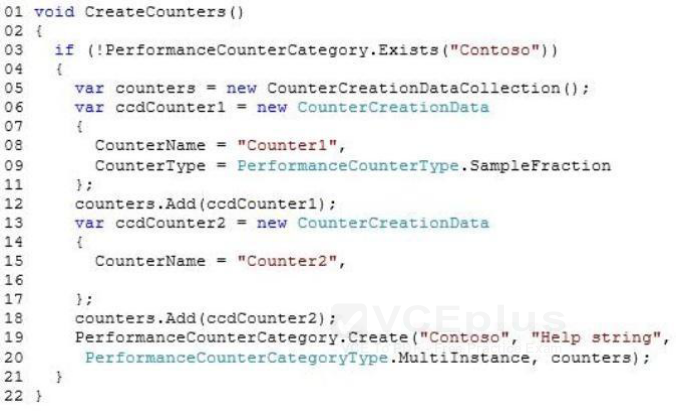 01 void CreateCounters()
02 {
03   if (!PerformanceCounterCategory.Exists("Contoso"))
04   {
05     var counters = new CounterCreationDataCollection();
06     var ccdCounter1 = new CounterCreationData
07     {
08       CounterName = "Counter1",
09       CounterType = PerformanceCounterType.SampleFraction
11     };
12     counters.Add(ccdCounter1);
13     var ccdCounter2 = new CounterCreationData
14     {
15       CounterName = "Counter2",
16
17     };
18     counters.Add(ccdCounter2);
19     PerformanceCounterCategory.Create("Contoso", "Help string",
20      PerformanceCounterCategoryType.MultiInstance, counters);
21   }
22 }
VCEplus